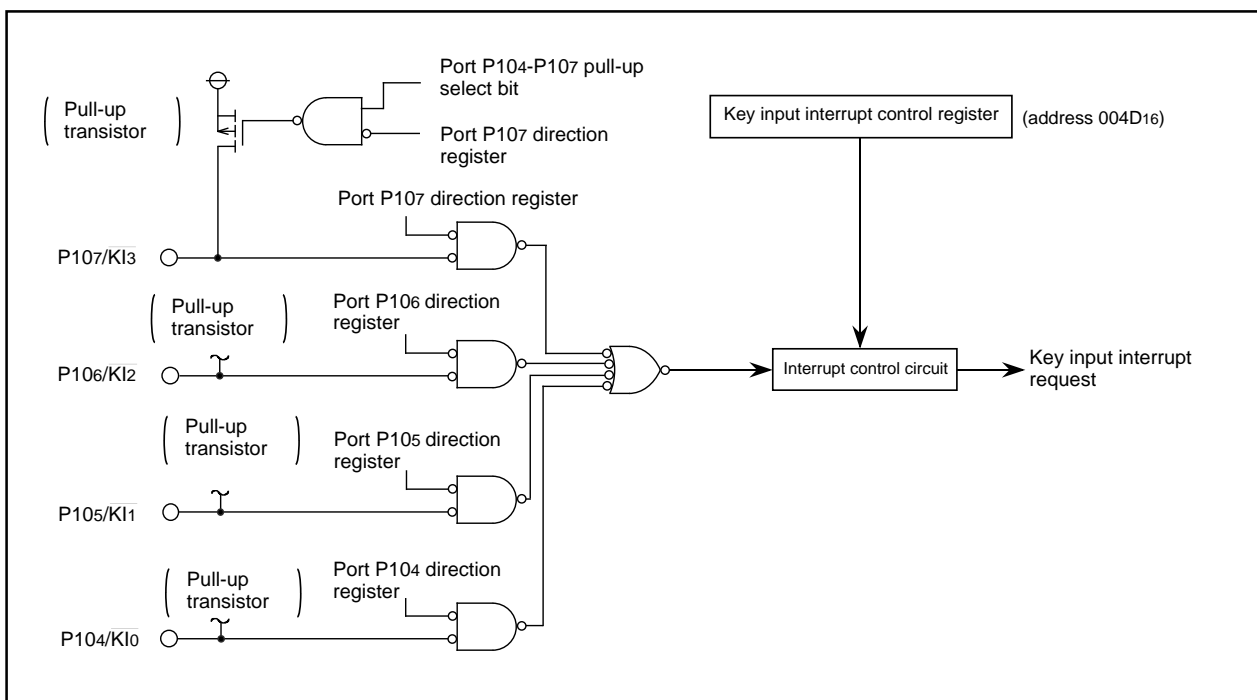 Port P104-P107 pull-up
select bit
( Pull-up
transistor )
Key input interrupt control register
(address 004D16)
Port P107 direction
register
Port P107 direction register
P107/KI3
( Pull-up
transistor )
Port P106 direction
register
P106/KI2
Interrupt control circuit
Key input interrupt
request
( Pull-up
transistor )
Port P105 direction
register
P105/KI1
( Pull-up
transistor )
Port P104 direction
register
P104/KI0